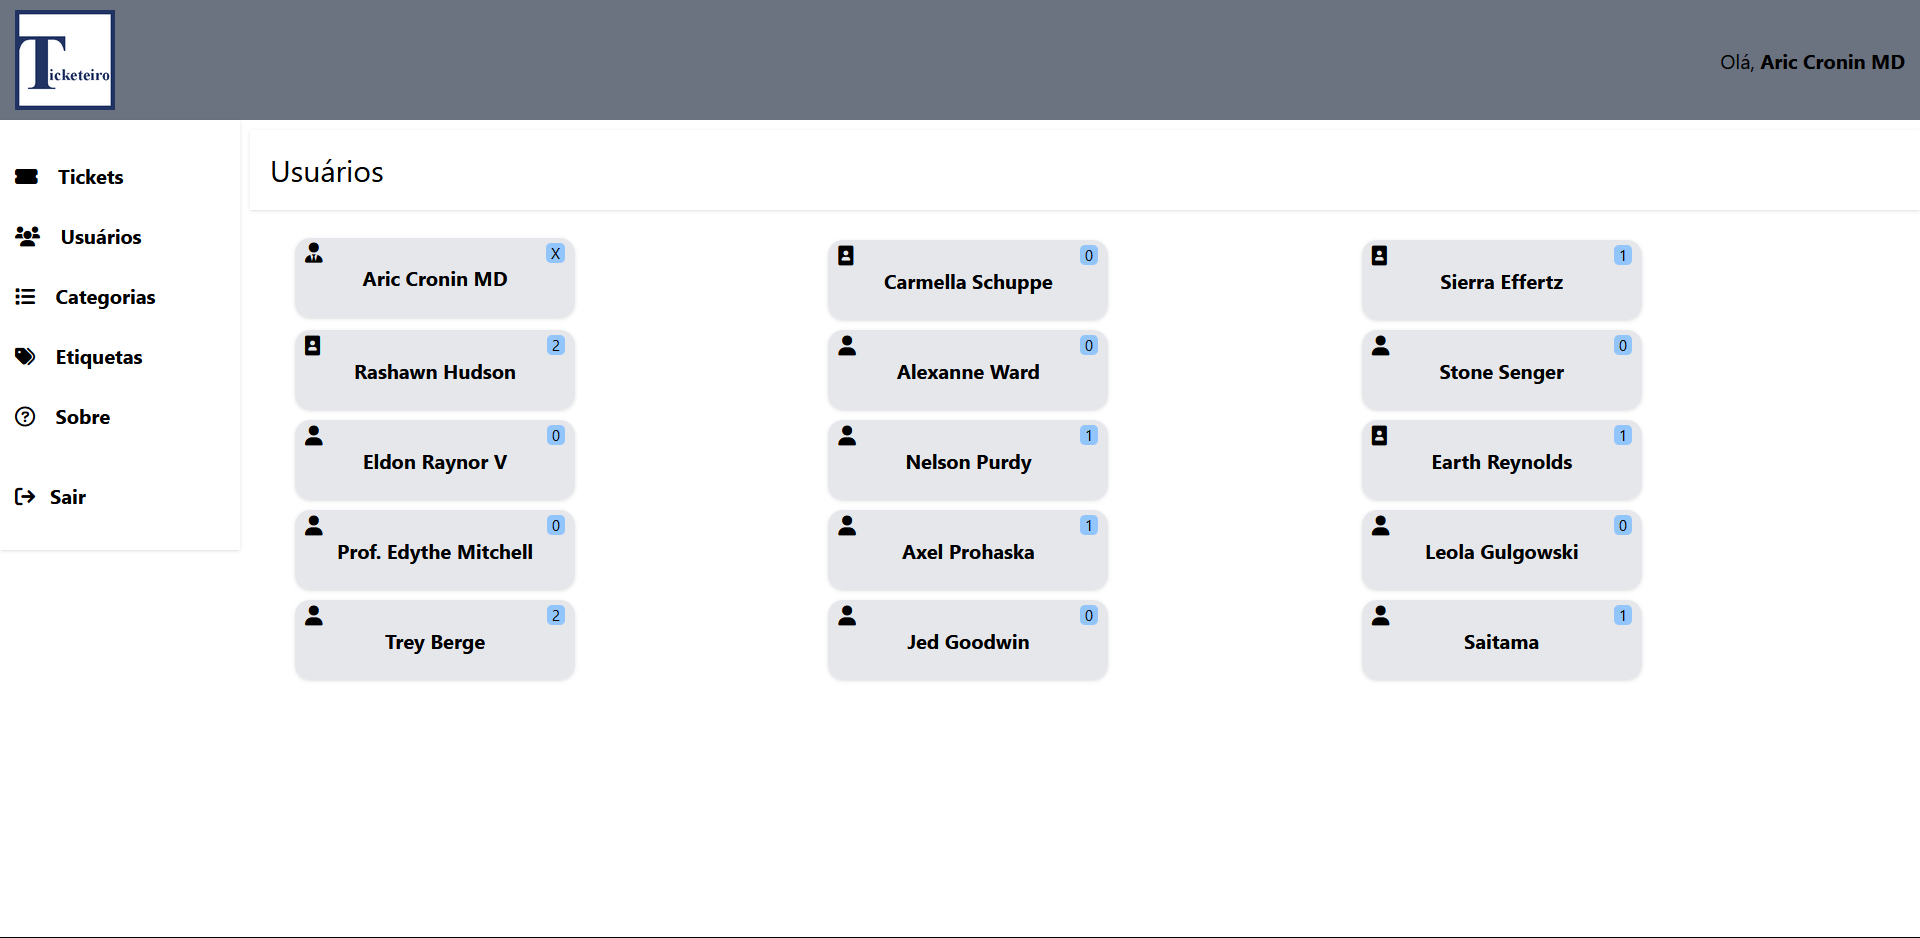 Ticketeiro
Olá, Aric Cronin MD
Tickets
Usuários
Categorias
Etiquetas
Sobre
Sair
Usuários
X
Aric Cronin MD
0
Carmella Schuppe
1
Sierra Effertz
2
Rashawn Hudson
0
Alexanne Ward
0
Stone Senger
0
Eldon Raynor V
1
Nelson Purdy
1
Earth Reynolds
0
Prof. Edythe Mitchell
1
Axel Prohaska
0
Leola Gulgowski
2
Trey Berge
0
Jed Goodwin
1
Saitama